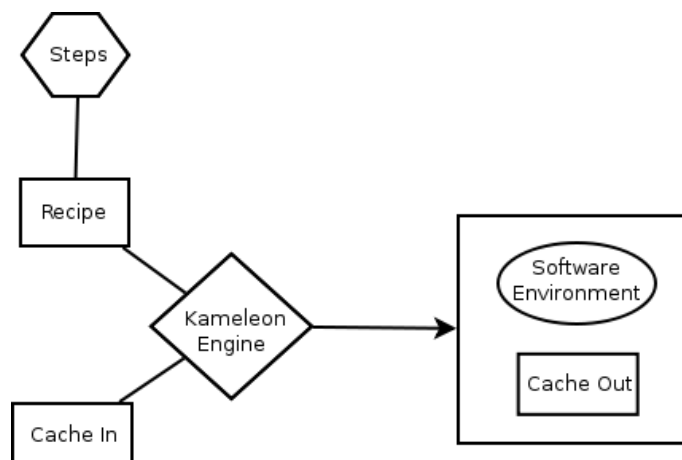 Steps
Recipe
Kameleon
Engine
Cache In
Software
Environment
Cache Out